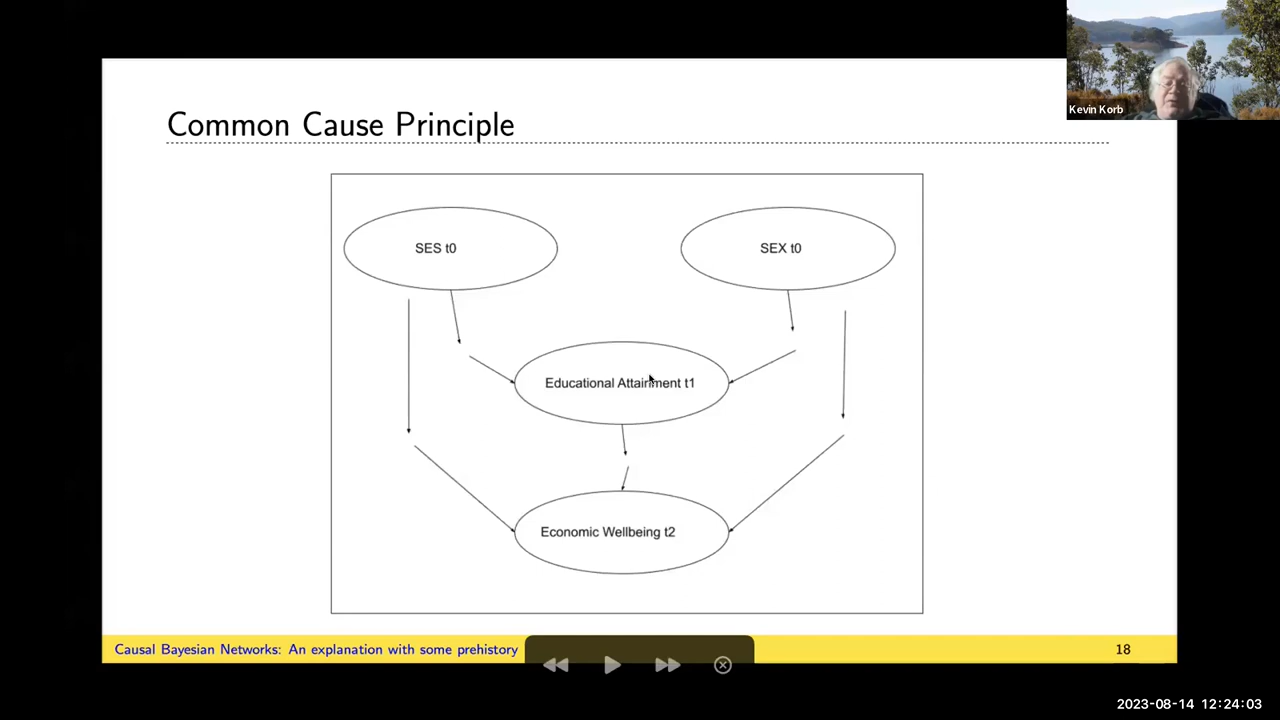 Kevin Korb
Common Cause Principle
SES t0
SEX t0
Educational Attainment t1
Economic Wellbeing t2
Causal Bayesian Networks: An explanation with some prehistory
18
2023-08-14 12:24:03